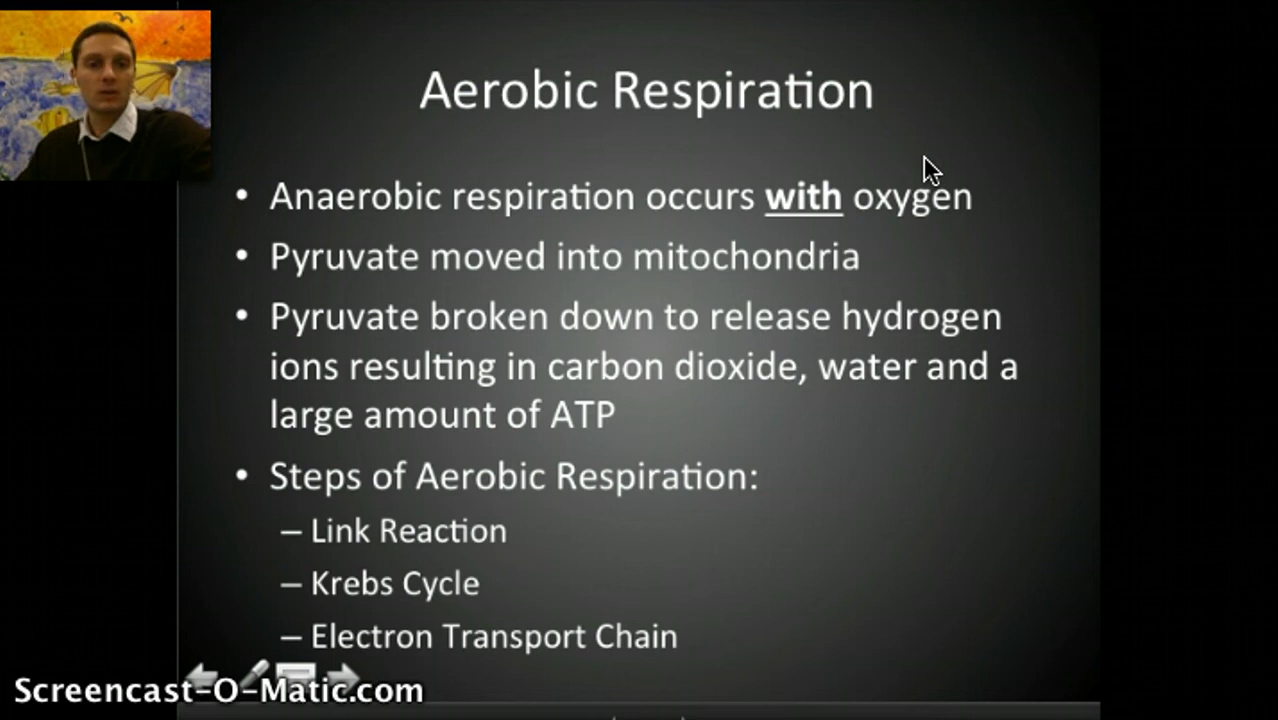 Aerobic Respiration
• Anaerobic respiration occurs with oxygen
• Pyruvate moved into mitochondria
• Pyruvate broken down to release hydrogen
ions resulting in carbon dioxide, water and a
large amount of ATP
• Steps of Aerobic Respiration:
– Link Reaction
– Krebs Cycle
– Electron Transport Chain
Screencast-O-Matic.com